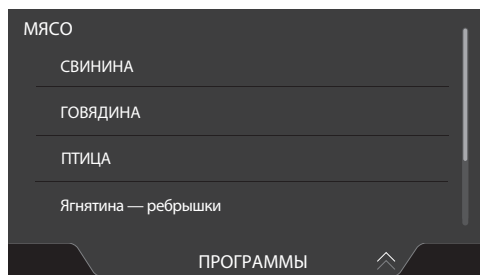 МЯСО
СВИНИНА
ГОВЯДИНА
ПТИЦА
Ягнятина — ребрышки
ПРОГРАММЫ